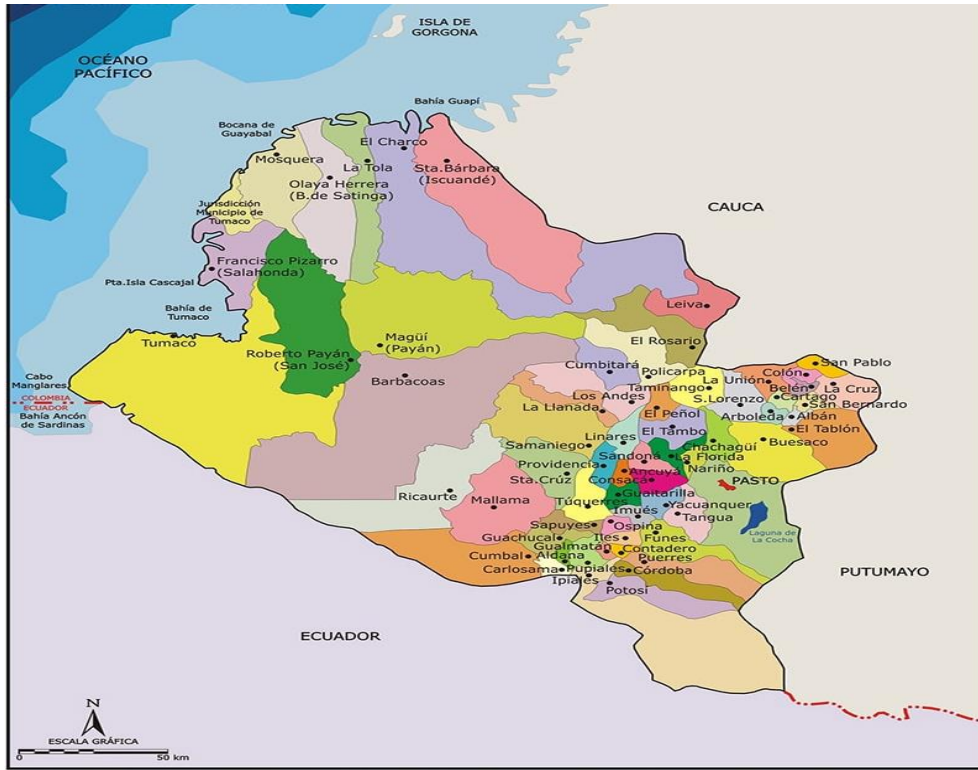 ISLA DE
GORGONA
OCÉANO
PACÍFICO
Bahía Guapí
Bocana de
Guayabal
El Charco
Mosquera
La Tola
Sta.Bárbara
(Iscuandé)
Olaya Herrera
(B.de Satinga)
Jurisdicción
Municipio de
Tumaco
CAUCA
Francisco Pizarro
(Salahonda)
Pta.Isla Cascajal
Leiva
Bahía de
Tumaco
Tumaco
Magüí
(Payán)
El Rosario
Roberto Payán
(San José)
San Pablo
Cumbitará
Policarpa
Colón
Cabo
Manglares
Barbacoas
Taminango
La Unión
Belén
La Cruz
COLOMBIA
ECUADOR
Los Andes
S.Lorenzo
Cartago
San Bernardo
Bahía Ancón
de Sardinas
La Llanada
El Peñol
Arboleda
Albán
El Tambo
El Tablón
Linares
Chachagüí
Buesaco
Samaniego
Sandoná
La Florida
Providencia
Nariño
Sta.Crúz
Ancuyá
Consacá
PASTO
Ricaurte
Mallama
Guaitarilla
Túquerres
Yacuanquer
Imués
Tangua
Sapuyes
Ospina
Laguna de
La Cocha
Guachucal
Iles
Funes
Gualmatán
Contadero
Cumbal
Aldana
Puerres
Carlosama
Pupiales
Córdoba
Ipiales
Potosí
PUTUMAYO
ECUADOR
N
ESCALA GRÁFICA
0
50 km